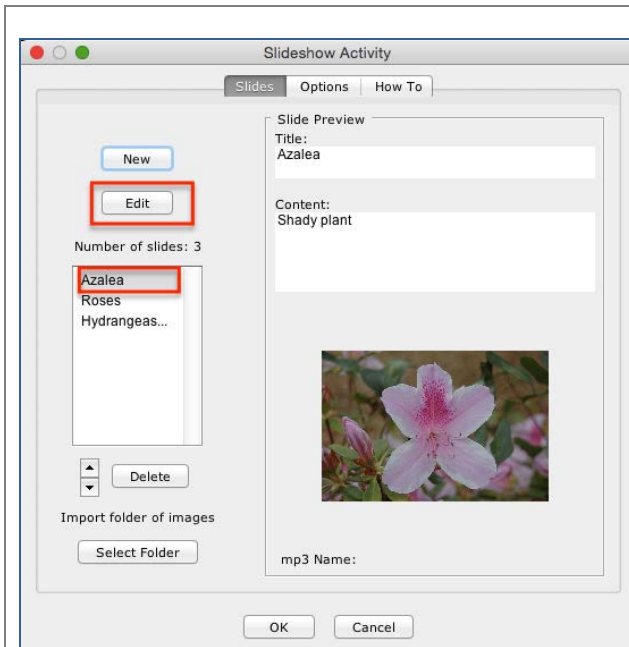 Slideshow Activity
Slides Options How To
New
Edit
Number of slides: 3
Azalea
Roses
Hydrangeas...
Delete
Import folder of images
Select Folder
Slide Preview
Title:
Azalea
Content:
Shady plant
mp3 Name:
OK Cancel